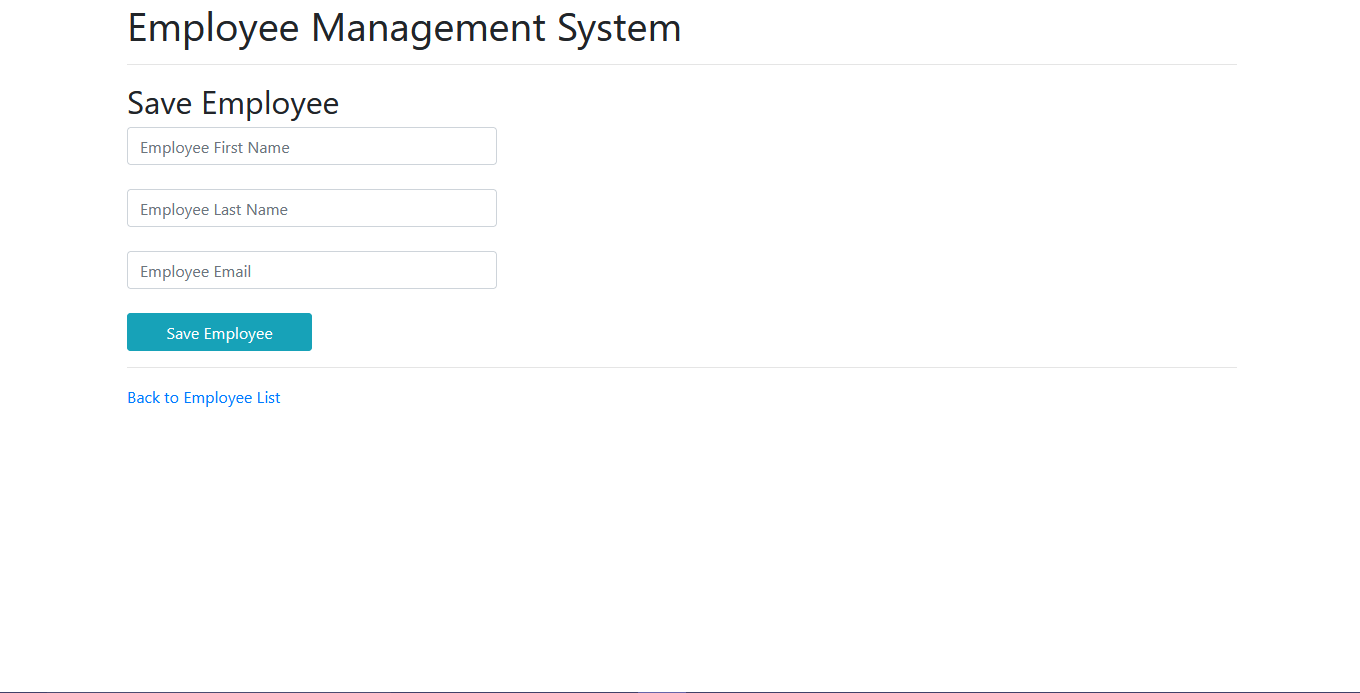 Employee Management System
Save Employee
Employee First Name
Employee Last Name
Employee Email
Save Employee
Back to Employee List